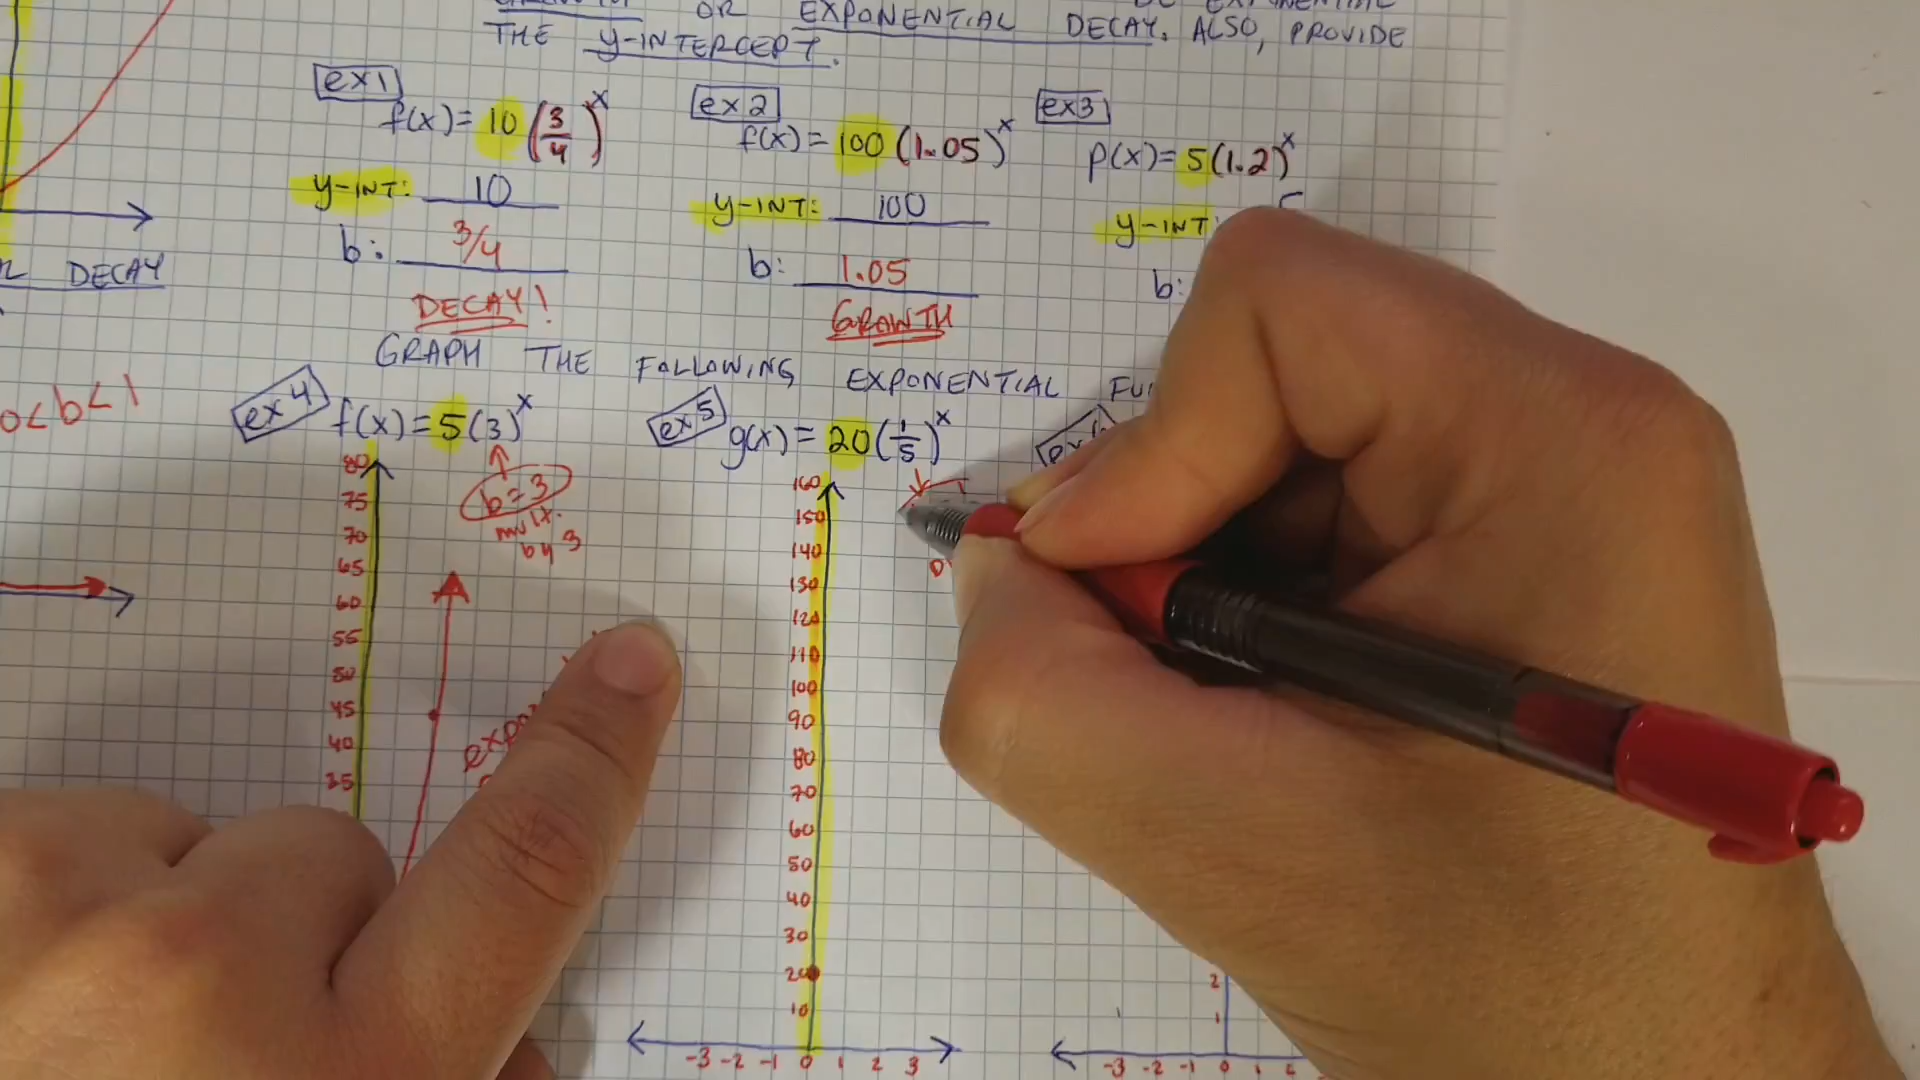 OR EXPONENTIAL DECAY. ALSO, PROVIDE
THE y-INTERCEPT.
ex1
f(x) = 10(3/4)^x
y-INT: 10
b: 3/4
DECAY!
ex2
f(x) = 100(1.05)^x
y-INT: 100
b: 1.05
GROWTH
ex3
p(x) = 5(1.2)^x
y-INT
b:
DECAY
0<b<1
GRAPH THE FOLLOWING EXPONENTIAL
ex4
f(x) = 5(3)^x
b=3
mult.
by 3
80
75
70
65
60
55
50
45
40
35
ex5
g(x) = 20(1/5)^x
160
150
140
130
120
110
100
90
80
70
60
50
40
30
20
10
-3 -2 -1 0 1 2 3
2
1
-3 -2 -1 0 1